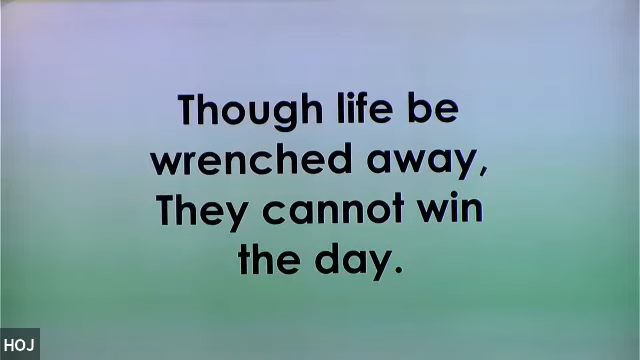 Though life be
wrenched away,
They cannot win
the day.
HOJ